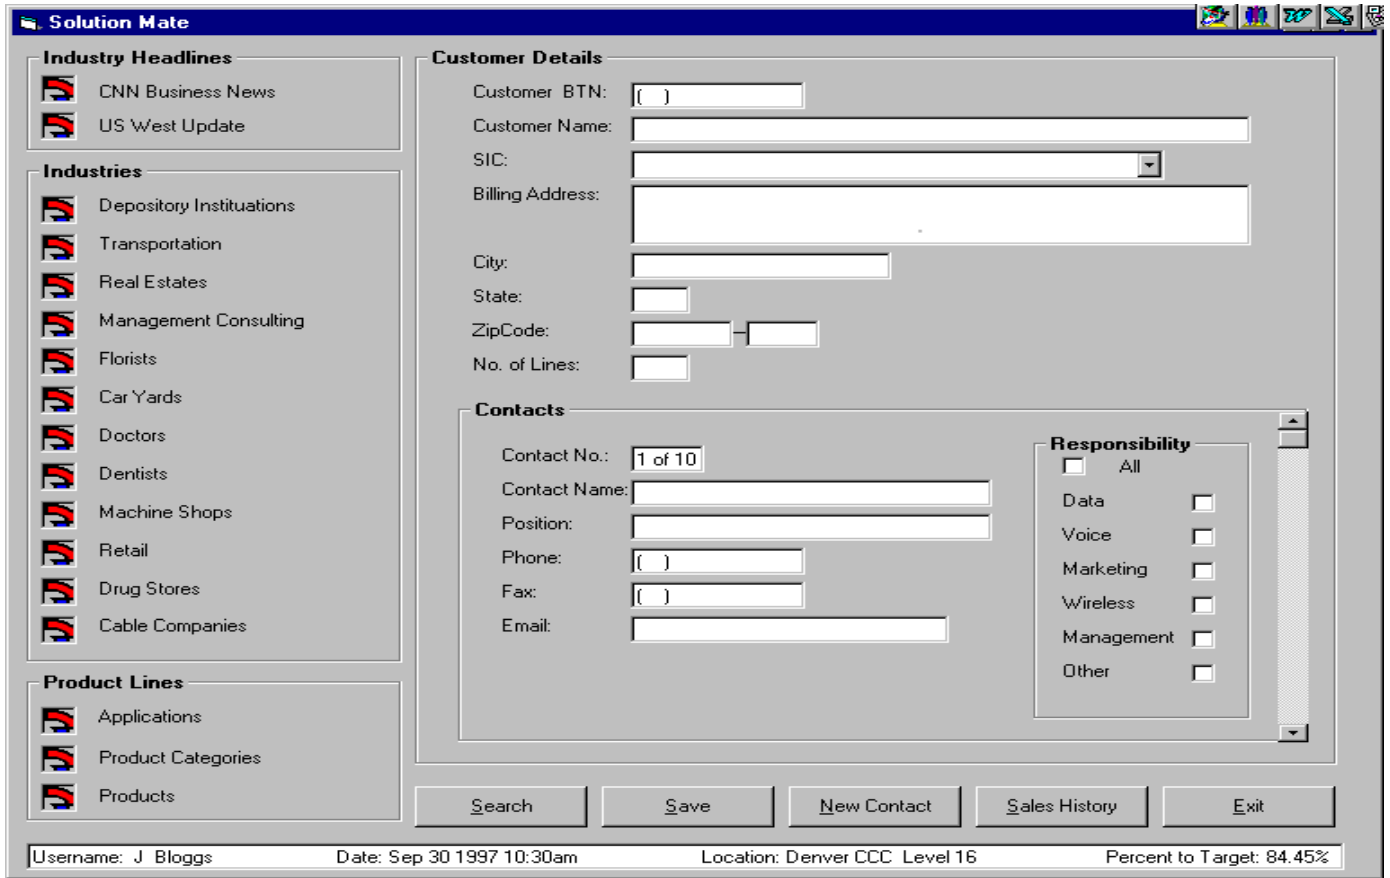 Solution Mate
Industry Headlines
CNN Business News
US West Update
Industries
Depository Instituations
Transportation
Real Estates
Management Consulting
Florists
Car Yards
Doctors
Dentists
Machine Shops
Retail
Drug Stores
Cable Companies
Product Lines
Applications
Product Categories
Products
Customer Details
Customer BTN: ( )
Customer Name:
SIC:
Billing Address:
City:
State:
ZipCode: –
No. of Lines:
Contacts
Contact No.: 1 of 10
Contact Name:
Position:
Phone: ( )
Fax: ( )
Email:
Responsibility
All
Data
Voice
Marketing
Wireless
Management
Other
Search Save New Contact Sales History Exit
Username: J Bloggs Date: Sep 30 1997 10:30am Location: Denver CCC Level 16 Percent to Target: 84.45%